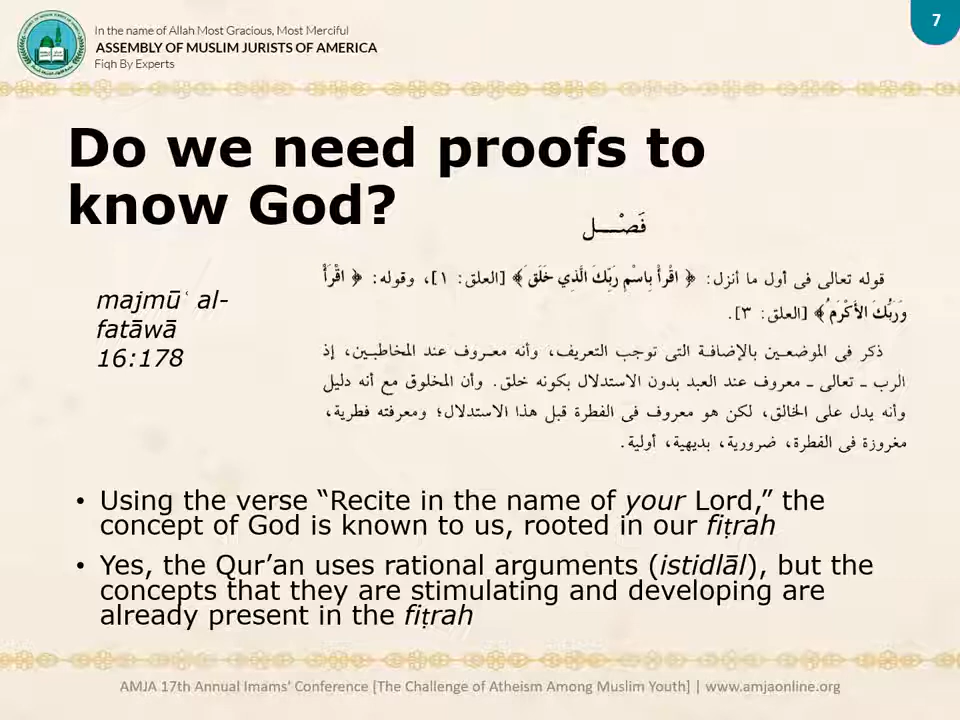 In the name of Allah Most Gracious, Most Merciful
ASSEMBLY OF MUSLIM JURISTS OF AMERICA
Fiqh By Experts
7
Do we need proofs to
know God?
فَصْـــل
majmūʿ al-
fatāwā
16:178
قوله تعالى فى أول ما أنزل: ﴿ اقْرَأْ بِاسْمِ رَبِّكَ الَّذِي خَلَقَ ﴾ [العلق: ١]، وقوله: ﴿ اقْرَأْ
وَرَبُّكَ الأَكْرَمُ ﴾ [العلق: ٣].
ذكر فى الموضعـين بالإضافـة التى توجب التعريف، وأنه معـروف عند المخاطبـين، إذ
الرب ـ تعالى ـ معروف عند العبد بدون الاستدلال بكونه خلق. وأن المخلوق مع أنه دليل
وأنه يدل على الخالق، لكن هو معروف فى الفطرة قبل هذا الاستدلال؛ ومعرفته فطرية،
مغروزة فى الفطرة، ضرورية، بديهية، أولية.
• Using the verse “Recite in the name of your Lord,” the
concept of God is known to us, rooted in our fiṭrah
• Yes, the Qur’an uses rational arguments (istidlāl), but the
concepts that they are stimulating and developing are
already present in the fiṭrah
AMJA 17th Annual Imams' Conference [The Challenge of Atheism Among Muslim Youth] | www.amjaonline.org